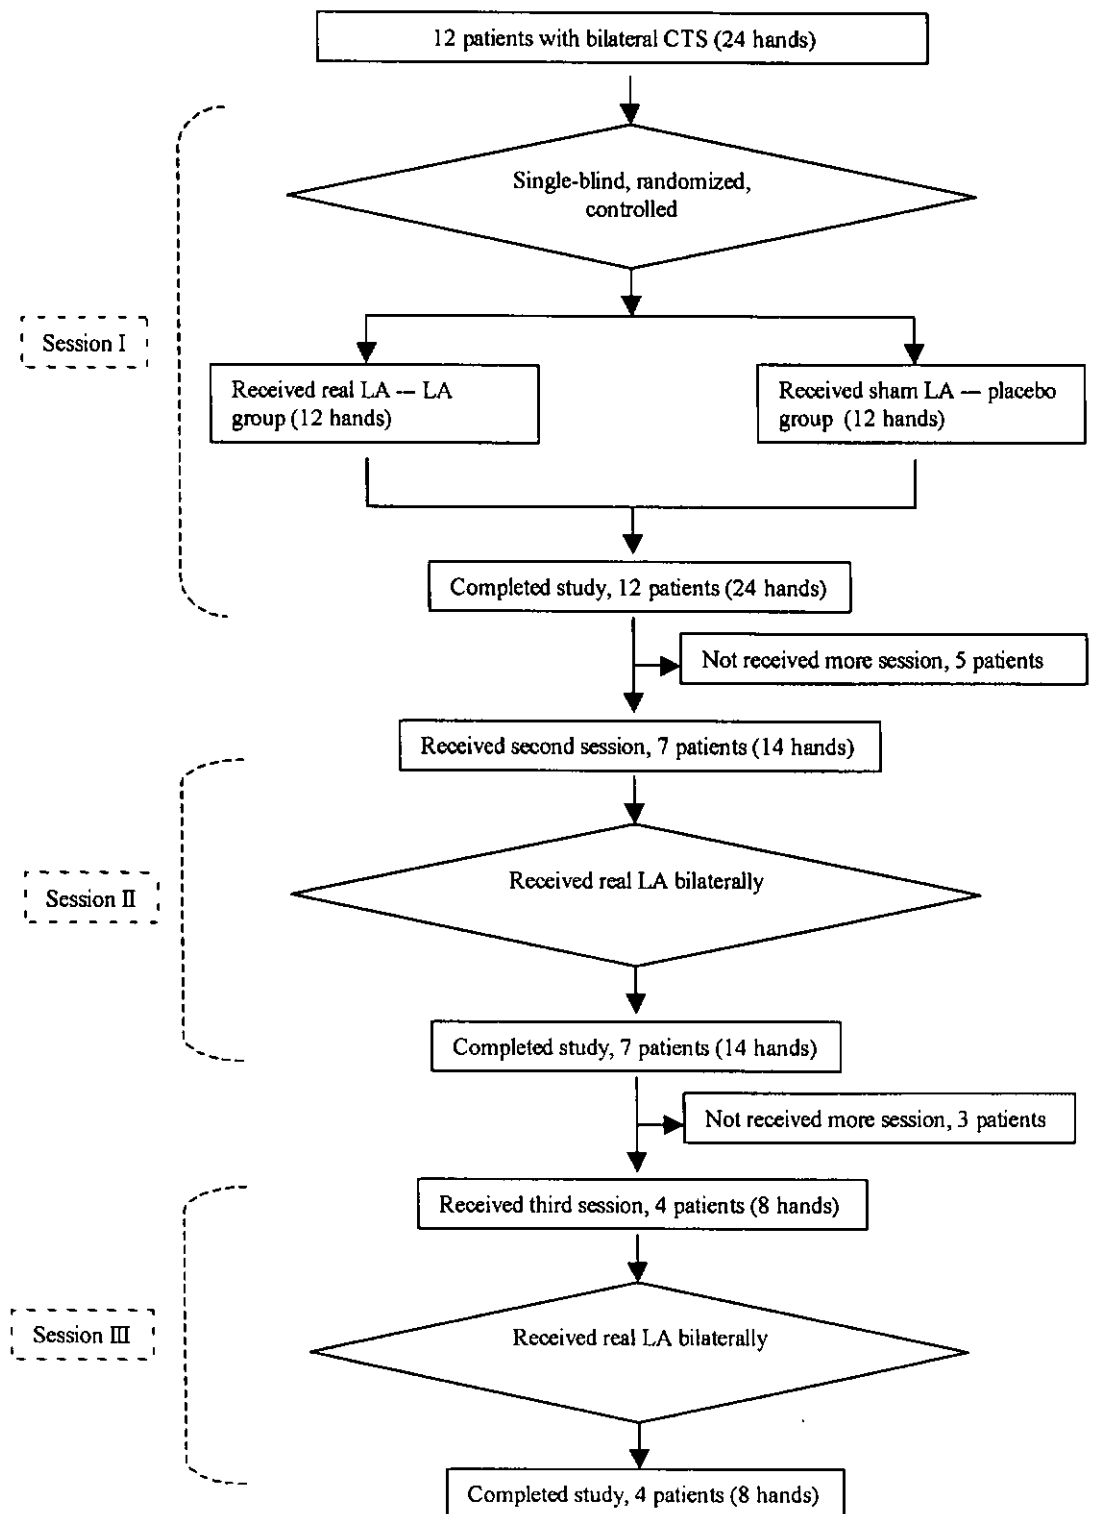 12 patients with bilateral CTS (24 hands)
Single-blind, randomized,
controlled
Session I
Received real LA — LA
group (12 hands)
Received sham LA — placebo
group (12 hands)
Completed study, 12 patients (24 hands)
Not received more session, 5 patients
Received second session, 7 patients (14 hands)
Received real LA bilaterally
Session II
Completed study, 7 patients (14 hands)
Not received more session, 3 patients
Received third session, 4 patients (8 hands)
Session III
Received real LA bilaterally
Completed study, 4 patients (8 hands)